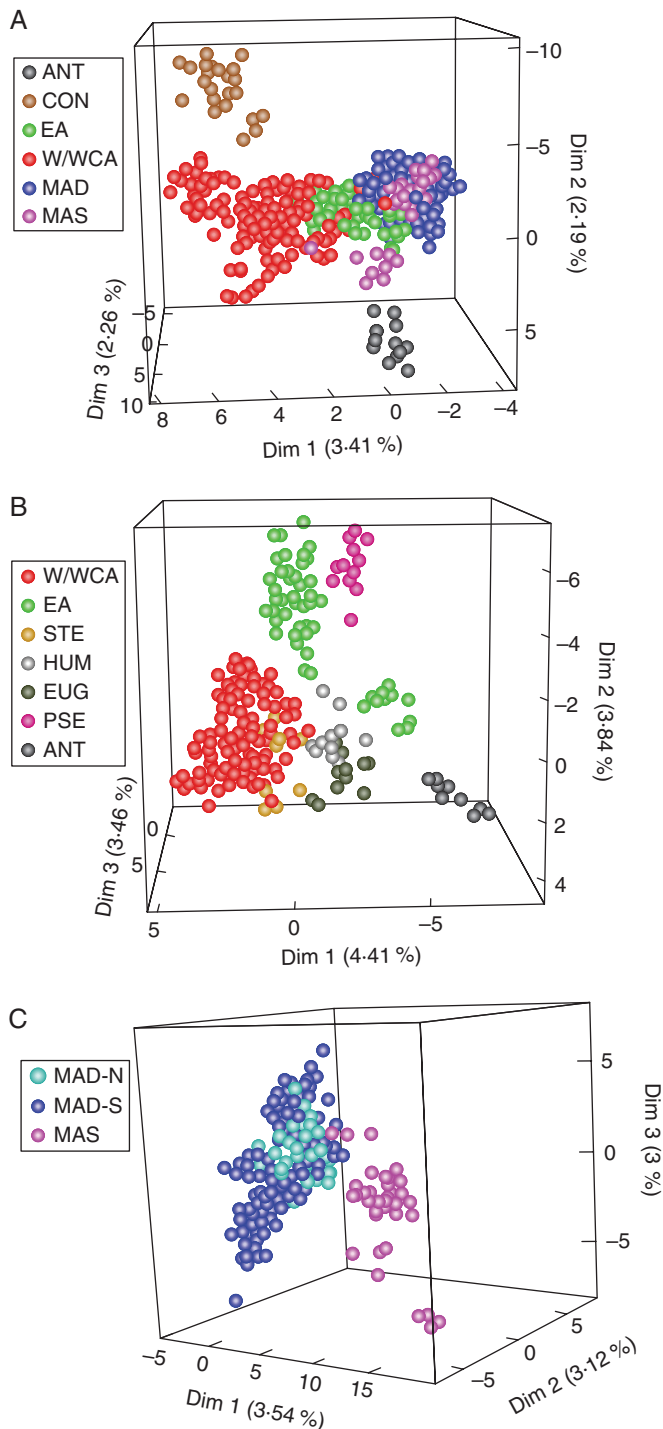 A
ANT
CON
EA
W/WCA
MAD
MAS
−10
−5
0
5
Dim 2 (2·19 %)
−5
0
5
10
Dim 3 (2·26 %)
8
6
4
2
0
−2
−4
Dim 1 (3·41 %)
B
W/WCA
EA
STE
HUM
EUG
PSE
ANT
−6
−4
−2
0
2
4
Dim 2 (3·84 %)
0
5
Dim 3 (3·46 %)
5
0
−5
Dim 1 (4·41 %)
C
MAD-N
MAD-S
MAS
5
0
−5
Dim 3 (3 %)
−5
0
5
10
15
Dim 1 (3·54 %)
−5
0
5
Dim 2 (3·12 %)